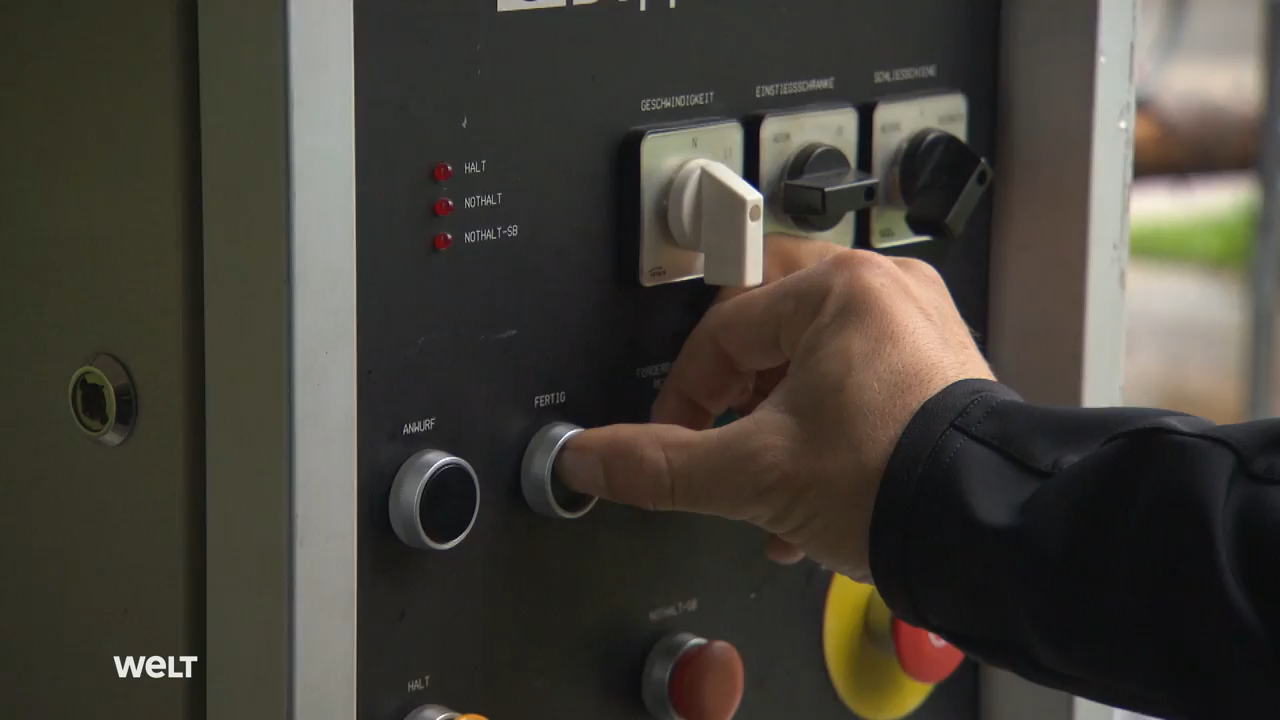 GESCHWINDIGKEIT
EINSTIEGSSCHRANKE
SCHLIESSCHIENE
N
HALT
NOTHALT
NOTHALT-SB
FERTIG
ANWURF
NOTHALT-SB
HALT
WELT